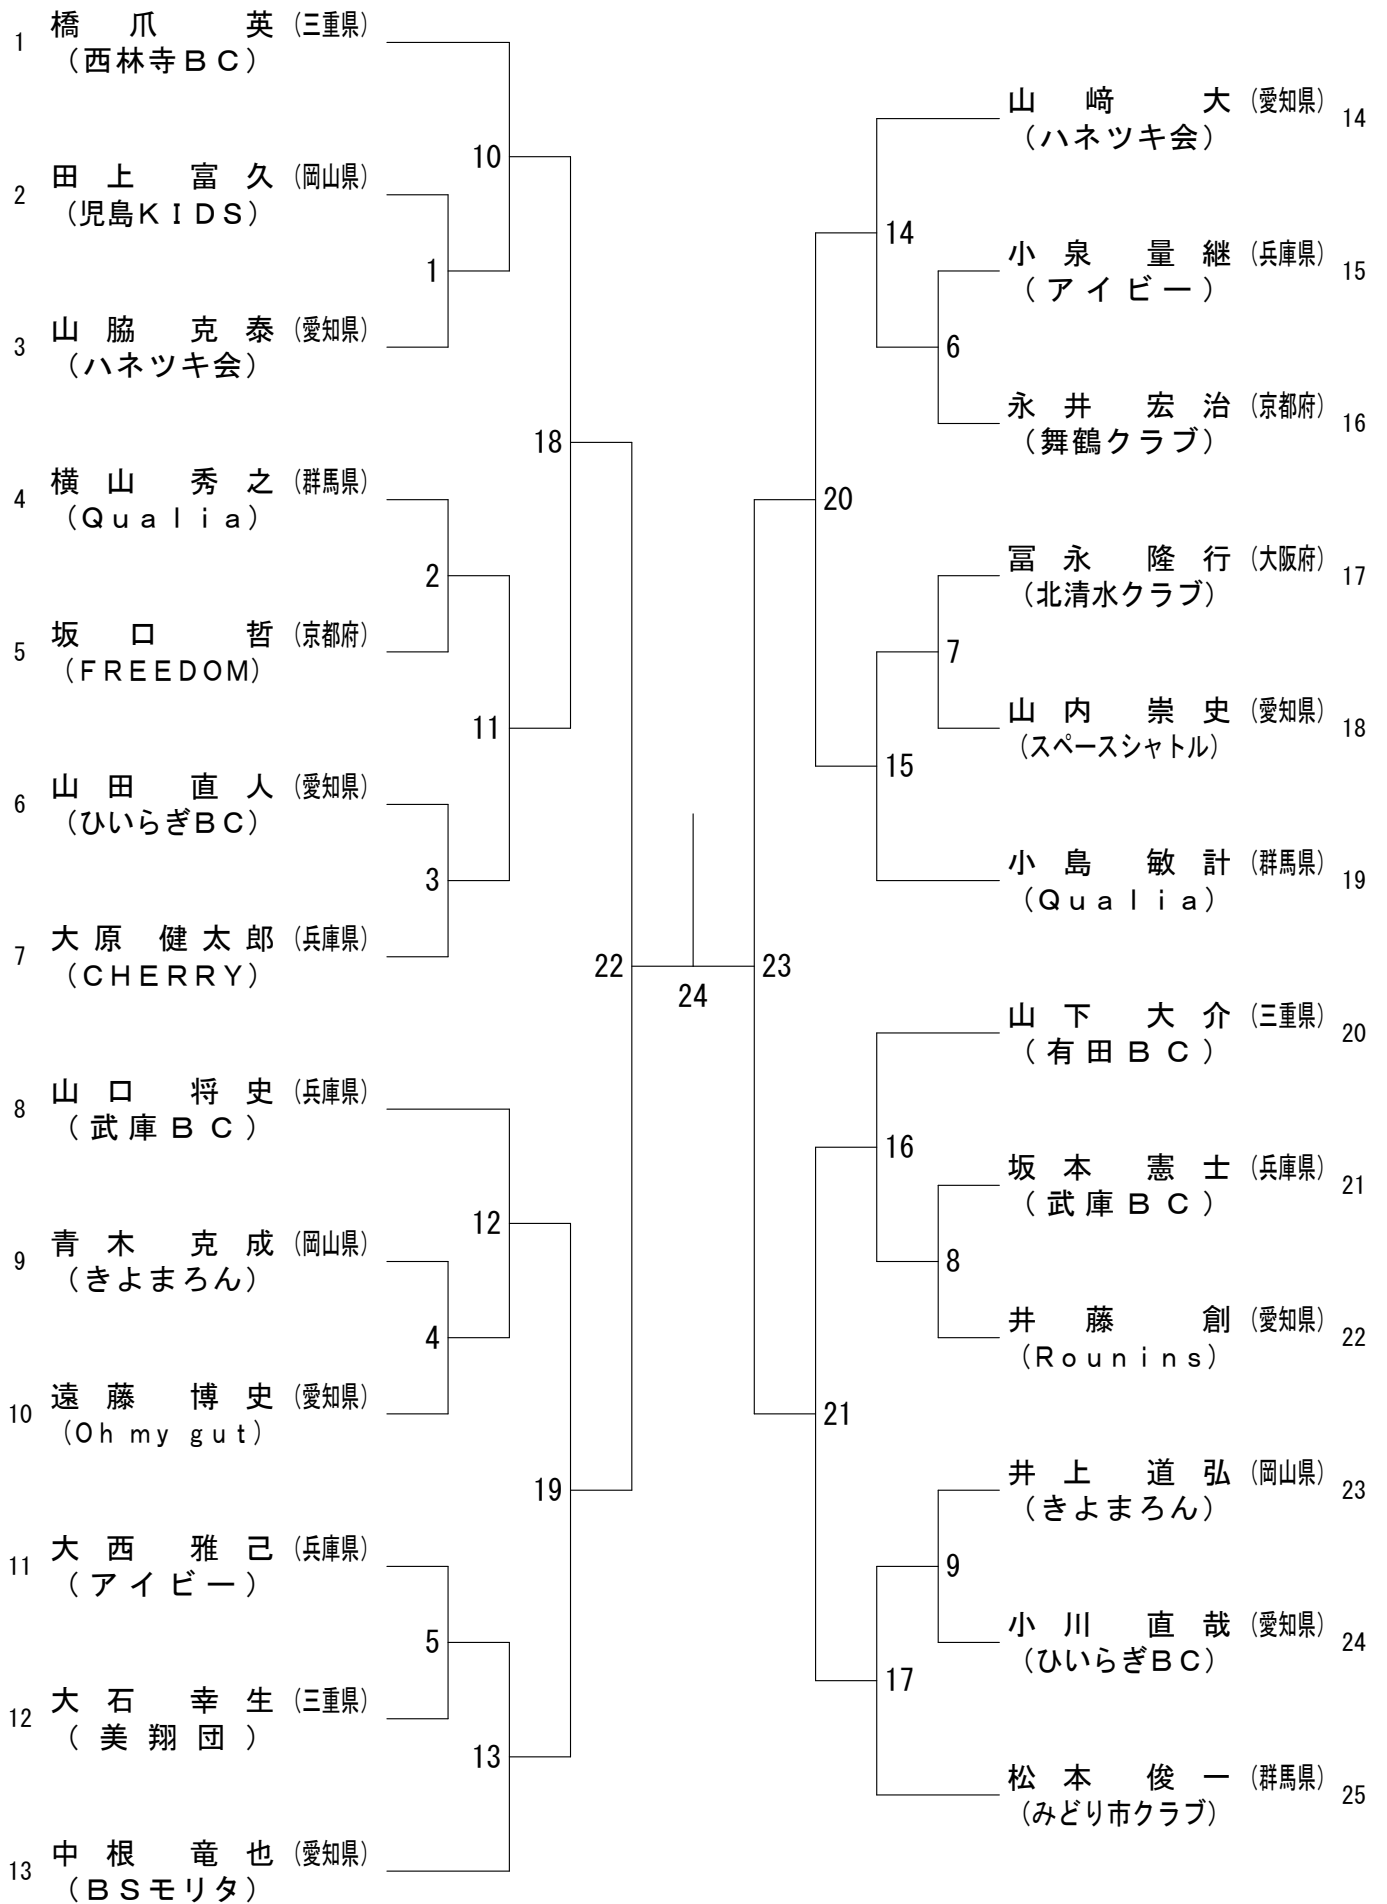 1 橋爪 英 (三重県)
(西林寺BC)
2 田上 富久 (岡山県)
(児島KIDS)
3 山脇 克泰 (愛知県)
(ハネツキ会)
4 横山 秀之 (群馬県)
(Qualia)
5 坂口 哲 (京都府)
(FREEDOM)
6 山田 直人 (愛知県)
(ひいらぎBC)
7 大原 健太郎 (兵庫県)
(CHERRY)
8 山口 将史 (兵庫県)
(武庫BC)
9 青木 克成 (岡山県)
(きよまろん)
10 遠藤 博史 (愛知県)
(Oh my gut)
11 大西 雅己 (兵庫県)
(アイビー)
12 大石 幸生 (三重県)
(美翔団)
13 中根 竜也 (愛知県)
(BSモリタ)
10
1
18
2
11
3
22
12
4
19
5
13
24
14
6
20
7
15
23
16
8
21
9
17
山﨑 大 (愛知県) 14
(ハネツキ会)
小泉 量継 (兵庫県) 15
(アイビー)
永井 宏治 (京都府) 16
(舞鶴クラブ)
冨永 隆行 (大阪府) 17
(北清水クラブ)
山内 崇史 (愛知県) 18
(スペースシャトル)
小島 敏計 (群馬県) 19
(Qualia)
山下 大介 (三重県) 20
(有田BC)
坂本 憲士 (兵庫県) 21
(武庫BC)
井藤 創 (愛知県) 22
(Rounins)
井上 道弘 (岡山県) 23
(きよまろん)
小川 直哉 (愛知県) 24
(ひいらぎBC)
松本 俊一 (群馬県) 25
(みどり市クラブ)